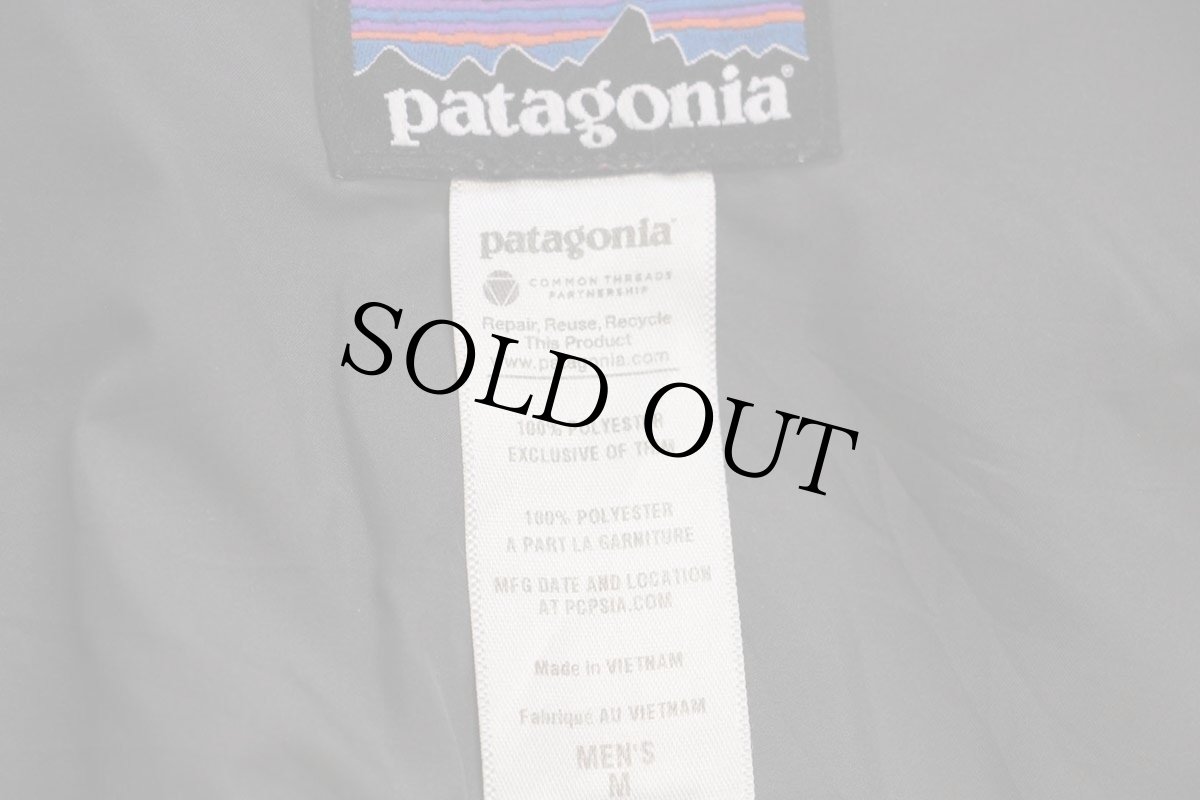 patagonia®
patagonia®
COMMON THREADS
PARTNERSHIP
Repair, Reuse, Recycle
This Product
www.patagonia.com
SOLD OUT
100% POLYESTER
EXCLUSIVE OF TRIM
100% POLYESTER
A PART LA GARNITURE
MFG DATE AND LOCATION
AT PCPSIA.COM
Made in VIETNAM
Fabriqué AU VIETNAM
MEN'S
M